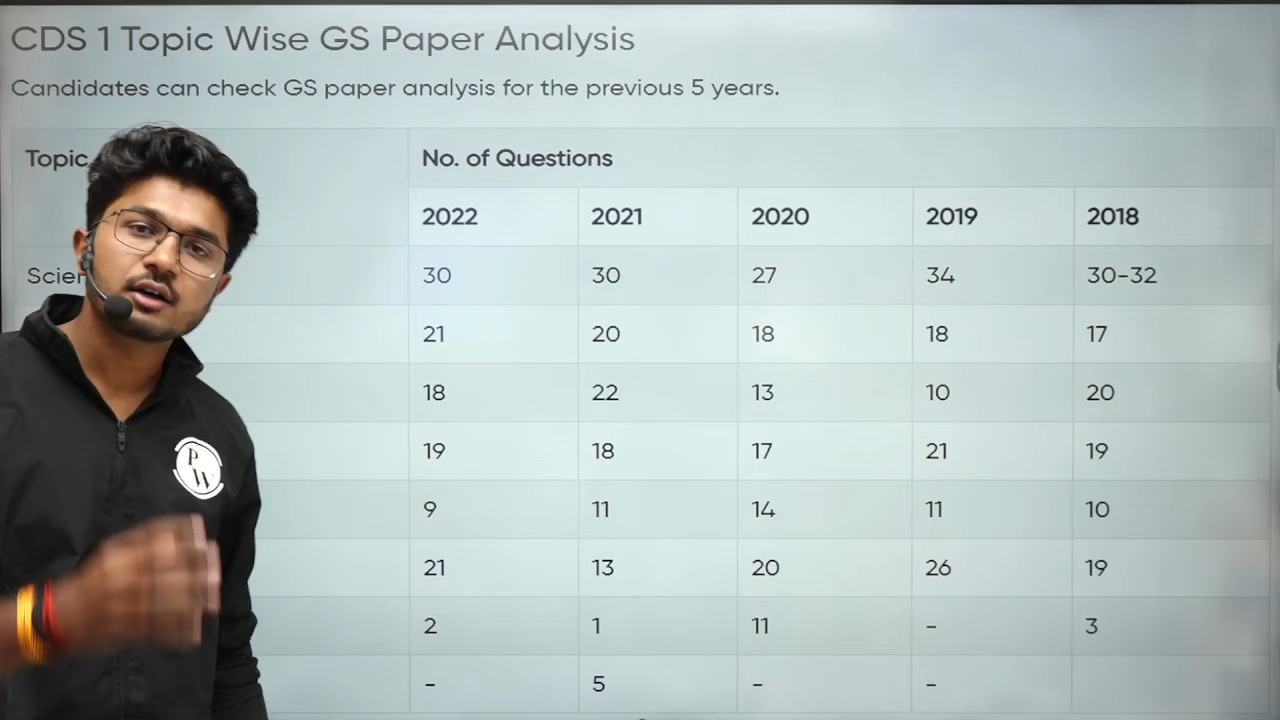 CDS 1 Topic Wise GS Paper Analysis
Candidates can check GS paper analysis for the previous 5 years.
Topic No. of Questions
2022 2021 2020 2019 2018
Scien 30 30 27 34 30-32
21 20 18 18 17
18 22 13 10 20
19 18 17 21 19
9 11 14 11 10
21 13 20 26 19
2 1 11 - 3
- 5 - -
P
W